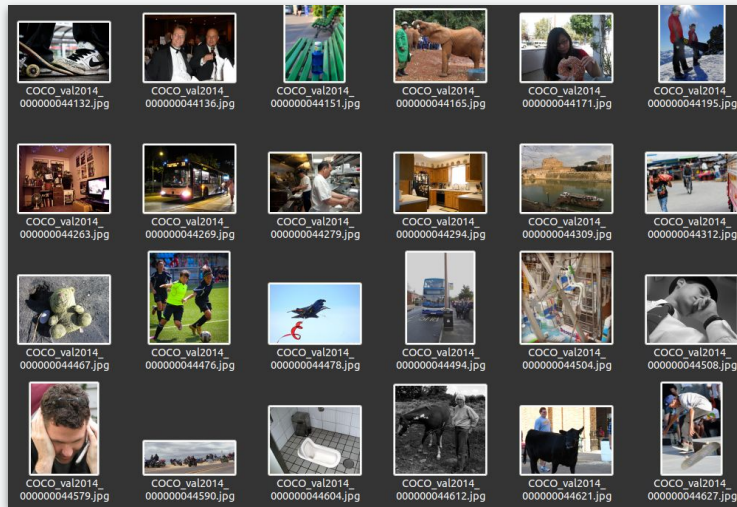 COCO_val2014_
000000044132.jpg
COCO_val2014_
000000044136.jpg
COCO_val2014_
000000044151.jpg
COCO_val2014_
000000044165.jpg
COCO_val2014_
000000044171.jpg
COCO_val2014_
000000044195.jpg
COCO_val2014_
000000044263.jpg
COCO_val2014_
000000044269.jpg
COCO_val2014_
000000044279.jpg
COCO_val2014_
000000044294.jpg
COCO_val2014_
000000044309.jpg
COCO_val2014_
000000044312.jpg
COCO_val2014_
000000044467.jpg
COCO_val2014_
000000044476.jpg
COCO_val2014_
000000044478.jpg
COCO_val2014_
000000044494.jpg
COCO_val2014_
000000044504.jpg
COCO_val2014_
000000044508.jpg
COCO_val2014_
000000044579.jpg
COCO_val2014_
000000044590.jpg
COCO_val2014_
000000044604.jpg
COCO_val2014_
000000044612.jpg
COCO_val2014_
000000044621.jpg
COCO_val2014_
000000044627.jpg